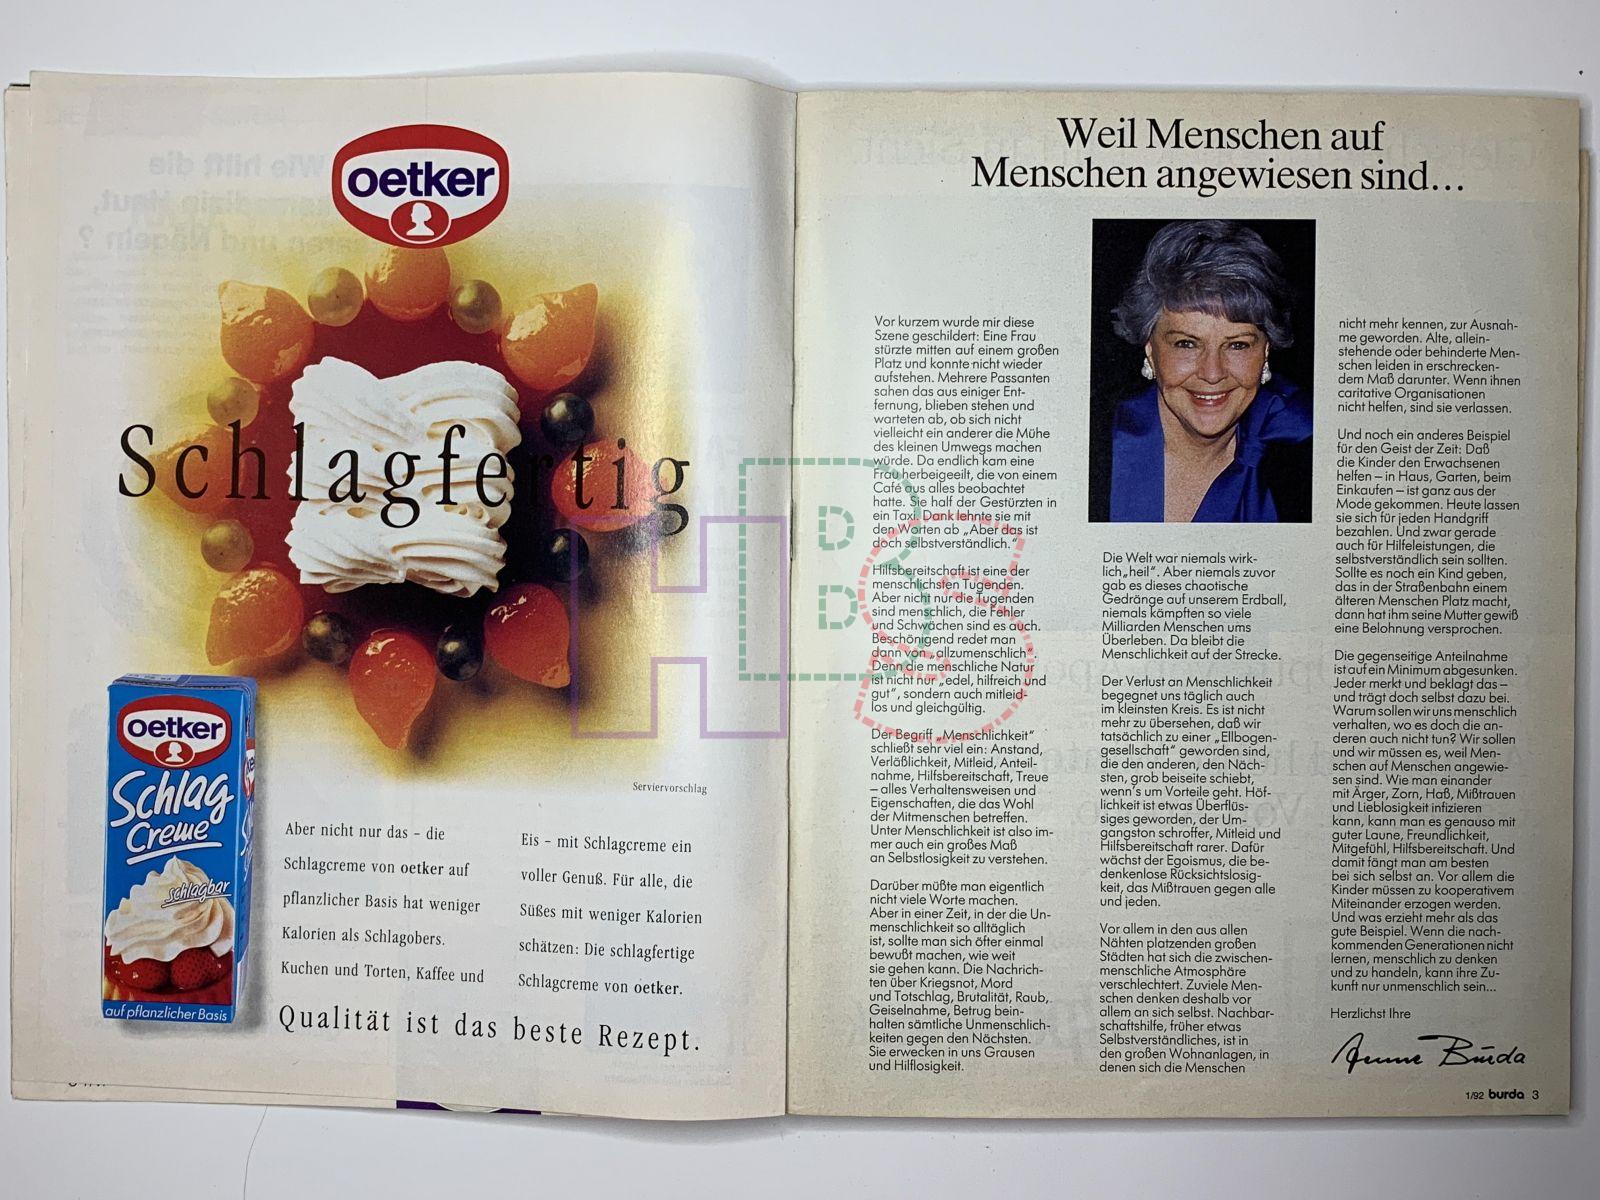 oetker
Schlagfertig
Serviervorschlag
oetker
Schlag
Creme
schlagbar
auf pflanzlicher Basis
Aber nicht nur das – die
Schlagcreme von oetker auf
pflanzlicher Basis hat weniger
Kalorien als Schlagobers.
Kuchen und Torten, Kaffee und
Eis – mit Schlagcreme ein
voller Genuß. Für alle, die
Süßes mit weniger Kalorien
schätzen: Die schlagfertige
Schlagcreme von oetker.
Qualität ist das beste Rezept.
Weil Menschen auf
Menschen angewiesen sind...
Vor kurzem wurde mir diese
Szene geschildert: Eine Frau
stürzte mitten auf einem großen
Platz und konnte nicht wieder
aufstehen. Mehrere Passanten
sahen das aus einiger Ent-
fernung, blieben stehen und
warteten ab, ob sich nicht
vielleicht ein anderer die Mühe
des kleinen Umwegs machen
würde. Da endlich kam eine
Frau herbeigeeilt, die von einem
Café aus alles beobachtet
hatte. Sie half der Gestürzten in
ein Taxi. Dank lehnte sie mit
den Worten ab „Aber das ist
doch selbstverständlich.“
Hilfsbereitschaft ist eine der
menschlichsten Tugenden.
Aber nicht nur die Tugenden
sind menschlich, die Fehler
und Schwächen sind es auch.
Beschönigend redet man
dann von „allzumenschlich“.
Denn die menschliche Natur
ist nicht nur „edel, hilfreich und
gut“, sondern auch mitleid-
los und gleichgültig.
Der Begriff „Menschlichkeit“
schließt sehr viel ein: Anstand,
Verläßlichkeit, Mitleid, Anteil-
nahme, Hilfsbereitschaft, Treue
– alles Verhaltensweisen und
Eigenschaften, die das Wohl
der Mitmenschen betreffen.
Unter Menschlichkeit ist also im-
mer auch ein großes Maß
an Selbstlosigkeit zu verstehen.
Darüber müßte man eigentlich
nicht viele Worte machen.
Aber in einer Zeit, in der die Un-
menschlichkeit so alltäglich
ist, sollte man sich öfter einmal
bewußt machen, wie weit
sie gehen kann. Die Nachrich-
ten über Kriegsnot, Mord
und Totschlag, Brutalität, Raub,
Geiselnahme, Betrug bein-
halten sämtliche Unmenschlich-
keiten gegen den Nächsten.
Sie erwecken in uns Grausen
und Hilflosigkeit.
Die Welt war niemals wirk-
lich „heil“. Aber niemals zuvor
gab es dieses chaotische
Gedränge auf unserem Erdball,
niemals kämpften so viele
Milliarden Menschen ums
Überleben. Da bleibt die
Menschlichkeit auf der Strecke.
Der Verlust an Menschlichkeit
begegnet uns täglich auch
im kleinsten Kreis. Es ist nicht
mehr zu übersehen, daß wir
tatsächlich zu einer „Ellbogen-
gesellschaft“ geworden sind,
die den anderen, den Näch-
sten, grob beiseite schiebt,
wenn's um Vorteile geht. Höf-
lichkeit ist etwas Überflüs-
siges geworden, der Um-
gangston schroffer, Mitleid und
Hilfsbereitschaft rarer. Dafür
wächst der Egoismus, die be-
denkenlose Rücksichtslosig-
keit, das Mißtrauen gegen alle
und jeden.
Vor allem in den aus allen
Nähten platzenden großen
Städten hat sich die zwischen-
menschliche Atmosphäre
verschlechtert. Zuviele Men-
schen denken deshalb vor
allem an sich selbst. Nachbar-
schaftshilfe, früher etwas
Selbstverständliches, ist in
den großen Wohnanlagen, in
denen sich die Menschen
nicht mehr kennen, zur Ausnah-
me geworden. Alte, allein-
stehende oder behinderte Men-
schen leiden in erschrecken-
dem Maß darunter. Wenn ihnen
caritative Organisationen
nicht helfen, sind sie verlassen.
Und noch ein anderes Beispiel
für den Geist der Zeit: Daß
die Kinder den Erwachsenen
helfen – in Haus, Garten, beim
Einkaufen – ist ganz aus der
Mode gekommen. Heute lassen
sie sich für jeden Handgriff
bezahlen. Und zwar gerade
auch für Hilfeleistungen, die
selbstverständlich sein sollten.
Sollte es noch ein Kind geben,
das in der Straßenbahn einem
älteren Menschen Platz macht,
dann hat ihm seine Mutter gewiß
eine Belohnung versprochen.
Die gegenseitige Anteilnahme
ist auf ein Minimum abgesunken.
Jeder merkt und beklagt das –
und trägt doch selbst dazu bei.
Warum sollen wir uns menschlich
verhalten, wo es doch die an-
deren auch nicht tun? Wir sollen
und wir müssen es, weil Men-
schen auf Menschen angewie-
sen sind. Wie man einander
mit Ärger, Zorn, Haß, Mißtrauen
und Lieblosigkeit infizieren
kann, kann man es genauso mit
guter Laune, Freundlichkeit,
Mitgefühl, Hilfsbereitschaft. Und
damit fängt man am besten
bei sich selbst an. Vor allem die
Kinder müssen zu kooperativem
Miteinander erzogen werden.
Und was erzieht mehr als das
gute Beispiel. Wenn die nach-
kommenden Generationen nicht
lernen, menschlich zu denken
und zu handeln, kann ihre Zu-
kunft nur unmenschlich sein...
Herzlichst Ihre
Aenne Burda
1/92 burda 3